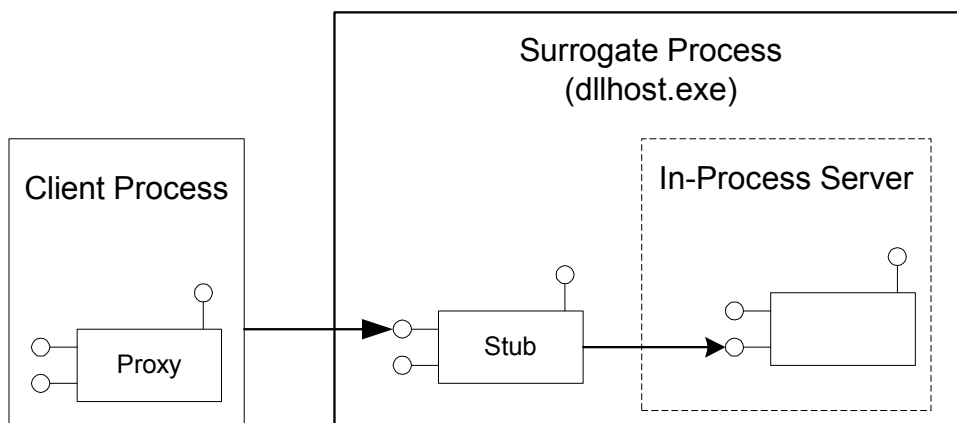 Surrogate Process
(dllhost.exe)
Client Process
In-Process Server
Proxy
Stub